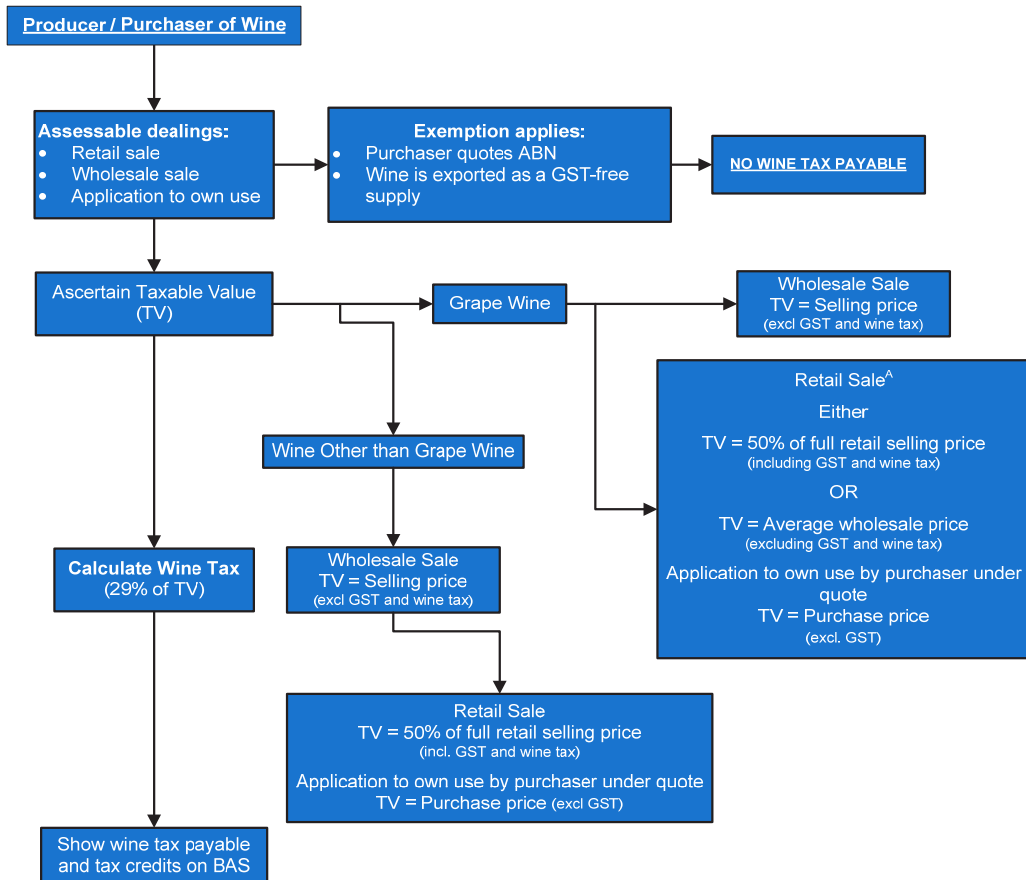 Producer / Purchaser of Wine
Assessable dealings:
• Retail sale
• Wholesale sale
• Application to own use
Exemption applies:
• Purchaser quotes ABN
• Wine is exported as a GST-free
supply
NO WINE TAX PAYABLE
Ascertain Taxable Value
(TV)
Grape Wine
Wholesale Sale
TV = Selling price
(excl GST and wine tax)
Retail Saleᴬ
Either
TV = 50% of full retail selling price
(including GST and wine tax)
OR
TV = Average wholesale price
(excluding GST and wine tax)
Application to own use by purchaser under
quote
TV = Purchase price
(excl. GST)
Wine Other than Grape Wine
Wholesale Sale
TV = Selling price
(excl GST and wine tax)
Retail Sale
TV = 50% of full retail selling price
(incl. GST and wine tax)
Application to own use by purchaser under quote
TV = Purchase price (excl GST)
Calculate Wine Tax
(29% of TV)
Show wine tax payable
and tax credits on BAS